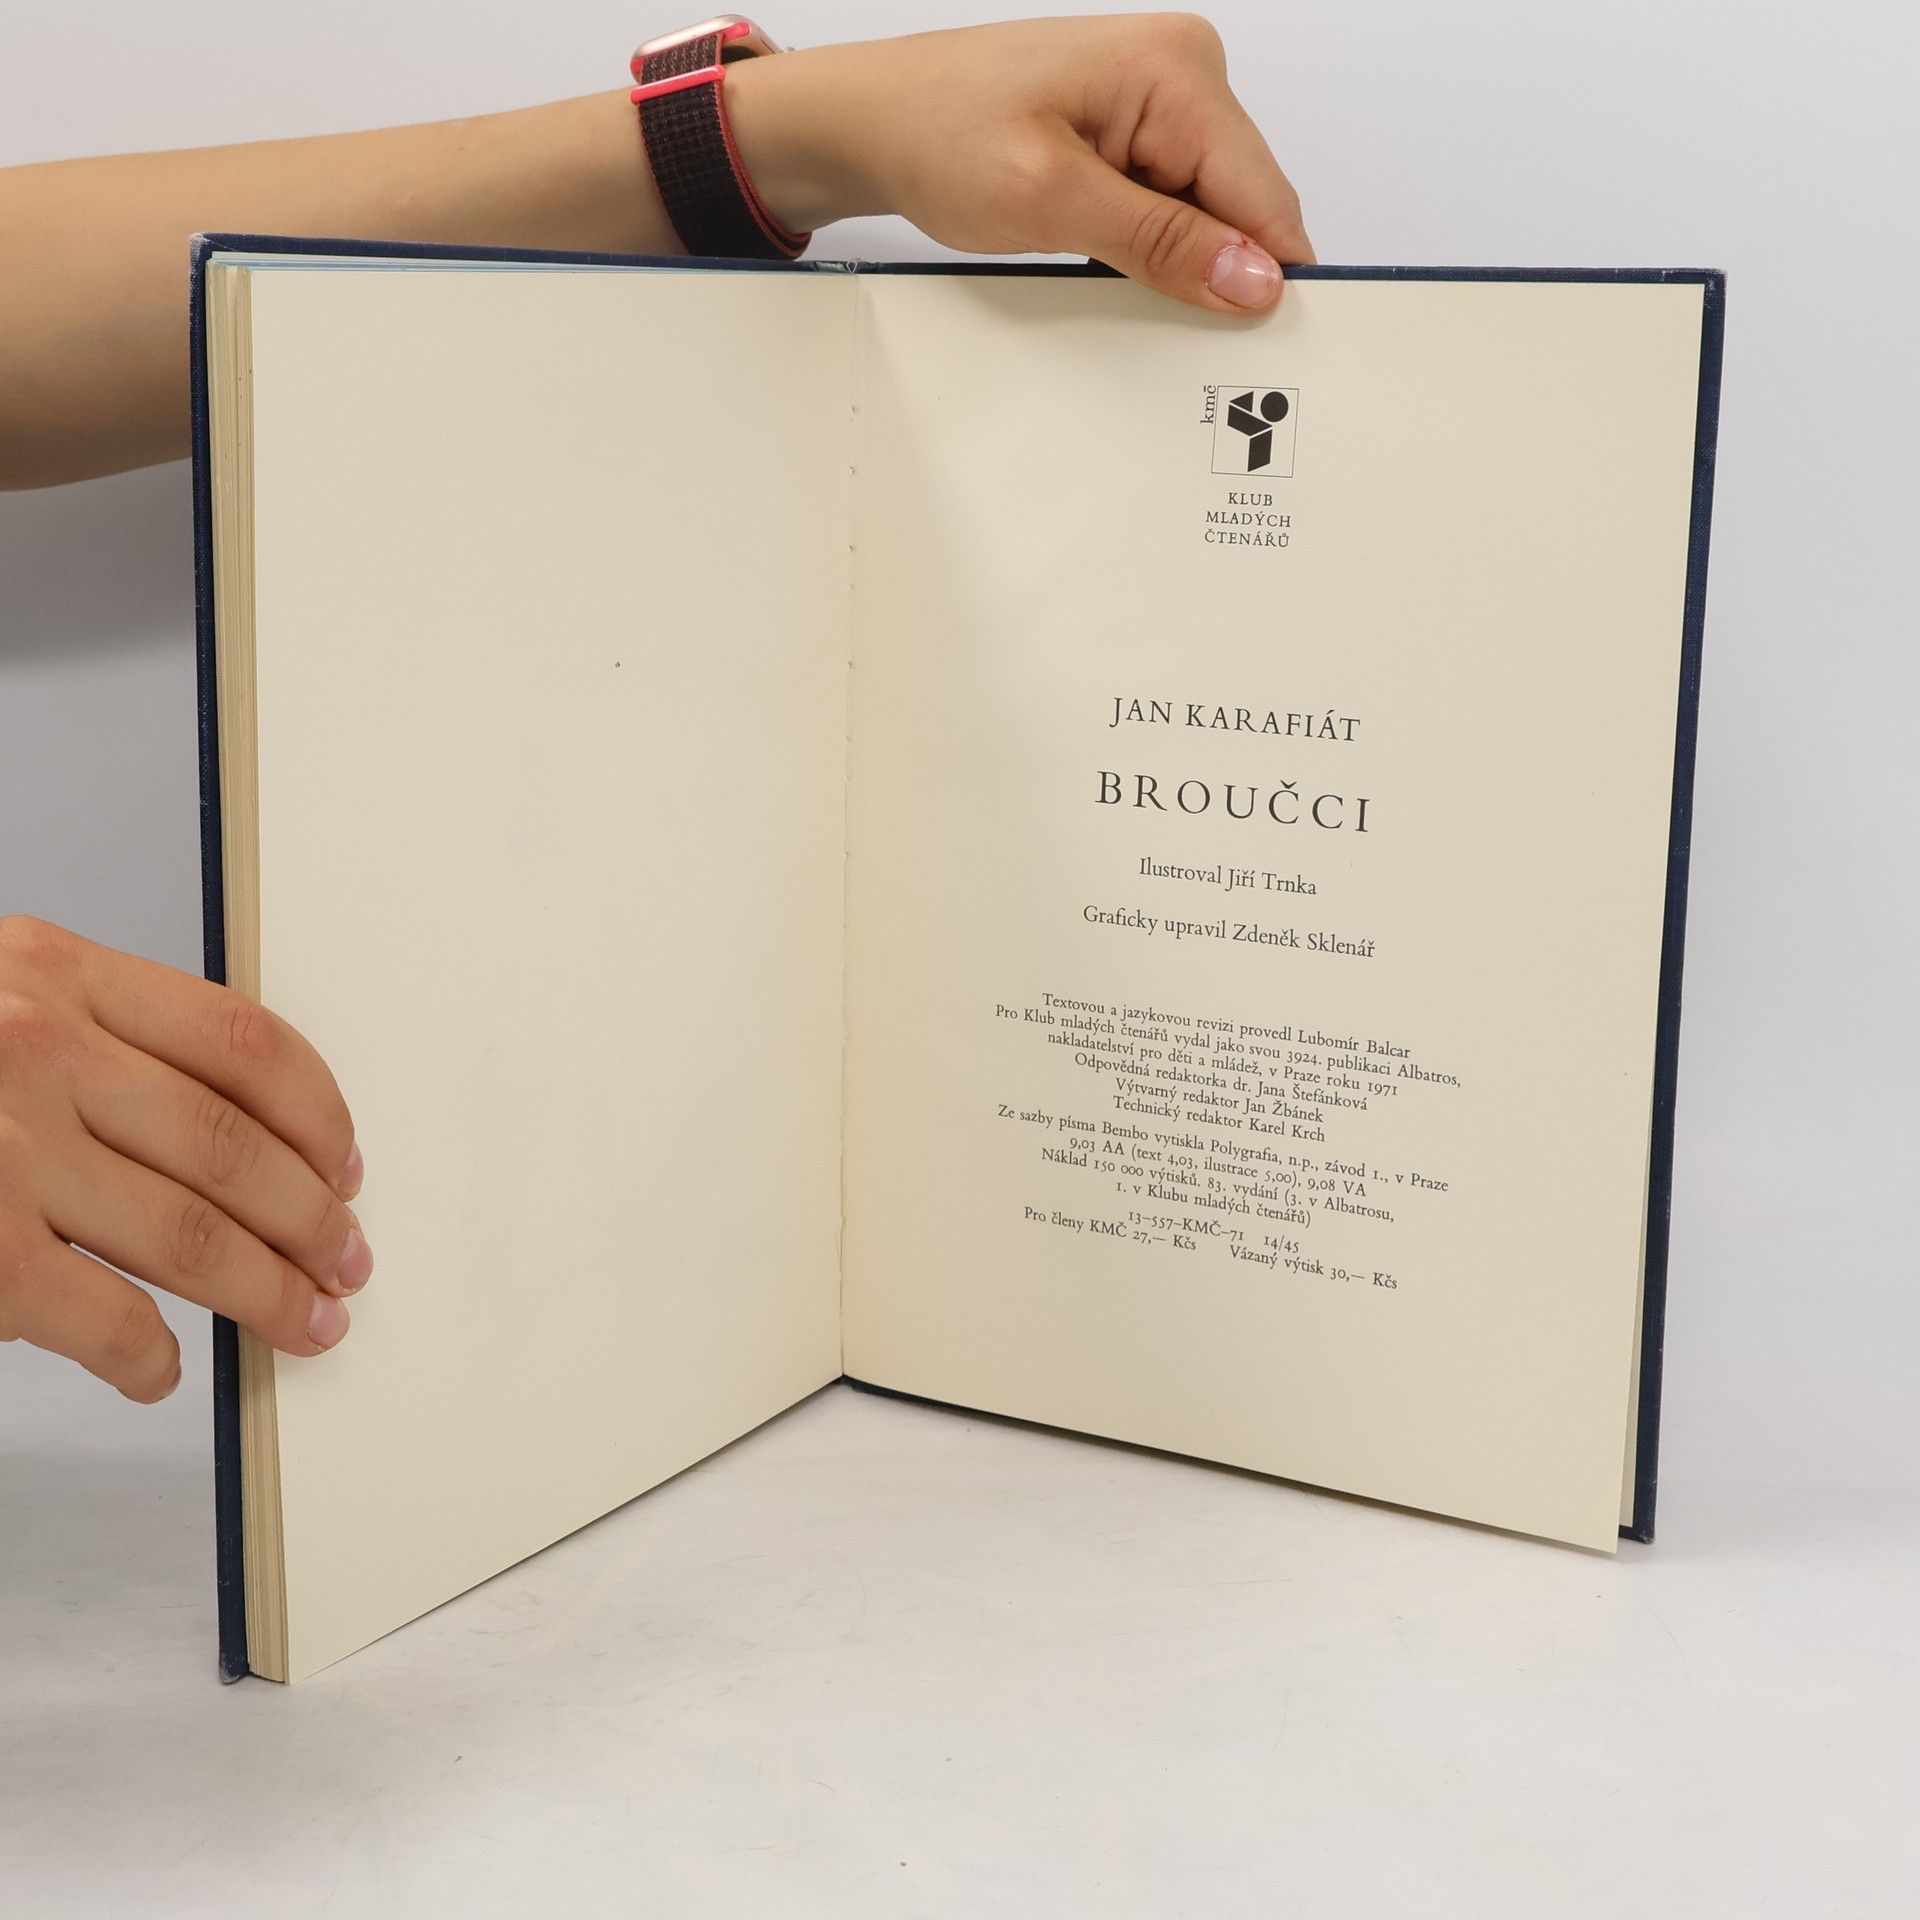 kmč
KLUB
MLADÝCH
ČTENÁŘŮ
JAN KARAFIÁT
BROUČCI
Ilustroval Jiří Trnka
Graficky upravil Zdeněk Sklenář
Textovou a jazykovou revizi provedl Lubomír Balcar
Pro Klub mladých čtenářů vydal jako svou 3924. publikaci Albatros,
nakladatelství pro děti a mládež, v Praze roku 1971
Odpovědná redaktorka dr. Jana Štefánková
Výtvarný redaktor Jan Žbánek
Technický redaktor Karel Krch
Ze sazby písma Bembo vytiskla Polygrafia, n.p., závod 1., v Praze
9,03 AA (text 4,03, ilustrace 5,00), 9,08 VA
Náklad 150 000 výtisků. 83. vydání (3. v Albatrosu,
1. v Klubu mladých čtenářů)
13–557–KMČ–71 14/45
Pro členy KMČ 27,— Kčs Vázaný výtisk 30,— Kčs